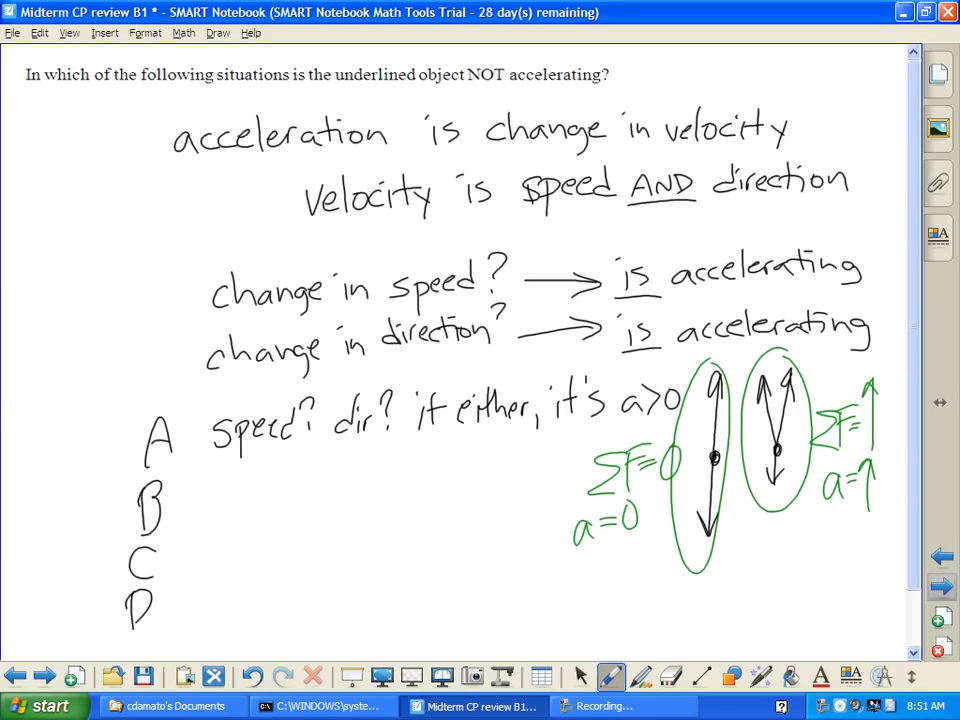 Midterm CP review B1 * - SMART Notebook (SMART Notebook Math Tools Trial - 28 day(s) remaining)
File Edit View Insert Format Math Draw Help
In which of the following situations is the underlined object NOT accelerating?
acceleration is change in velocity
velocity is speed AND direction
change in speed? → is accelerating
change in direction? → is accelerating
A speed? dir? if either, it's a>0
ΣF=0
a=0
ΣF=↑
a=↑
B
C
D
start
cdamato's Documents
C:\WINDOWS\syste...
Midterm CP review B1...
Recording...
8:51 AM